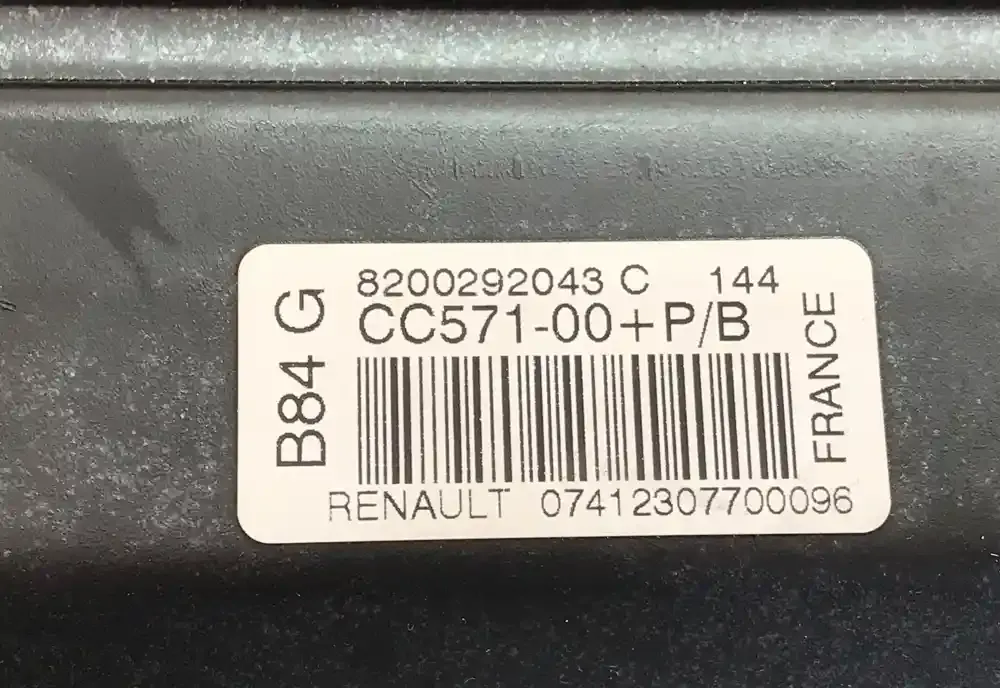 B84 G
8200292043 C 144
CC571-00+P/B
FRANCE
RENAULT 07412307700096